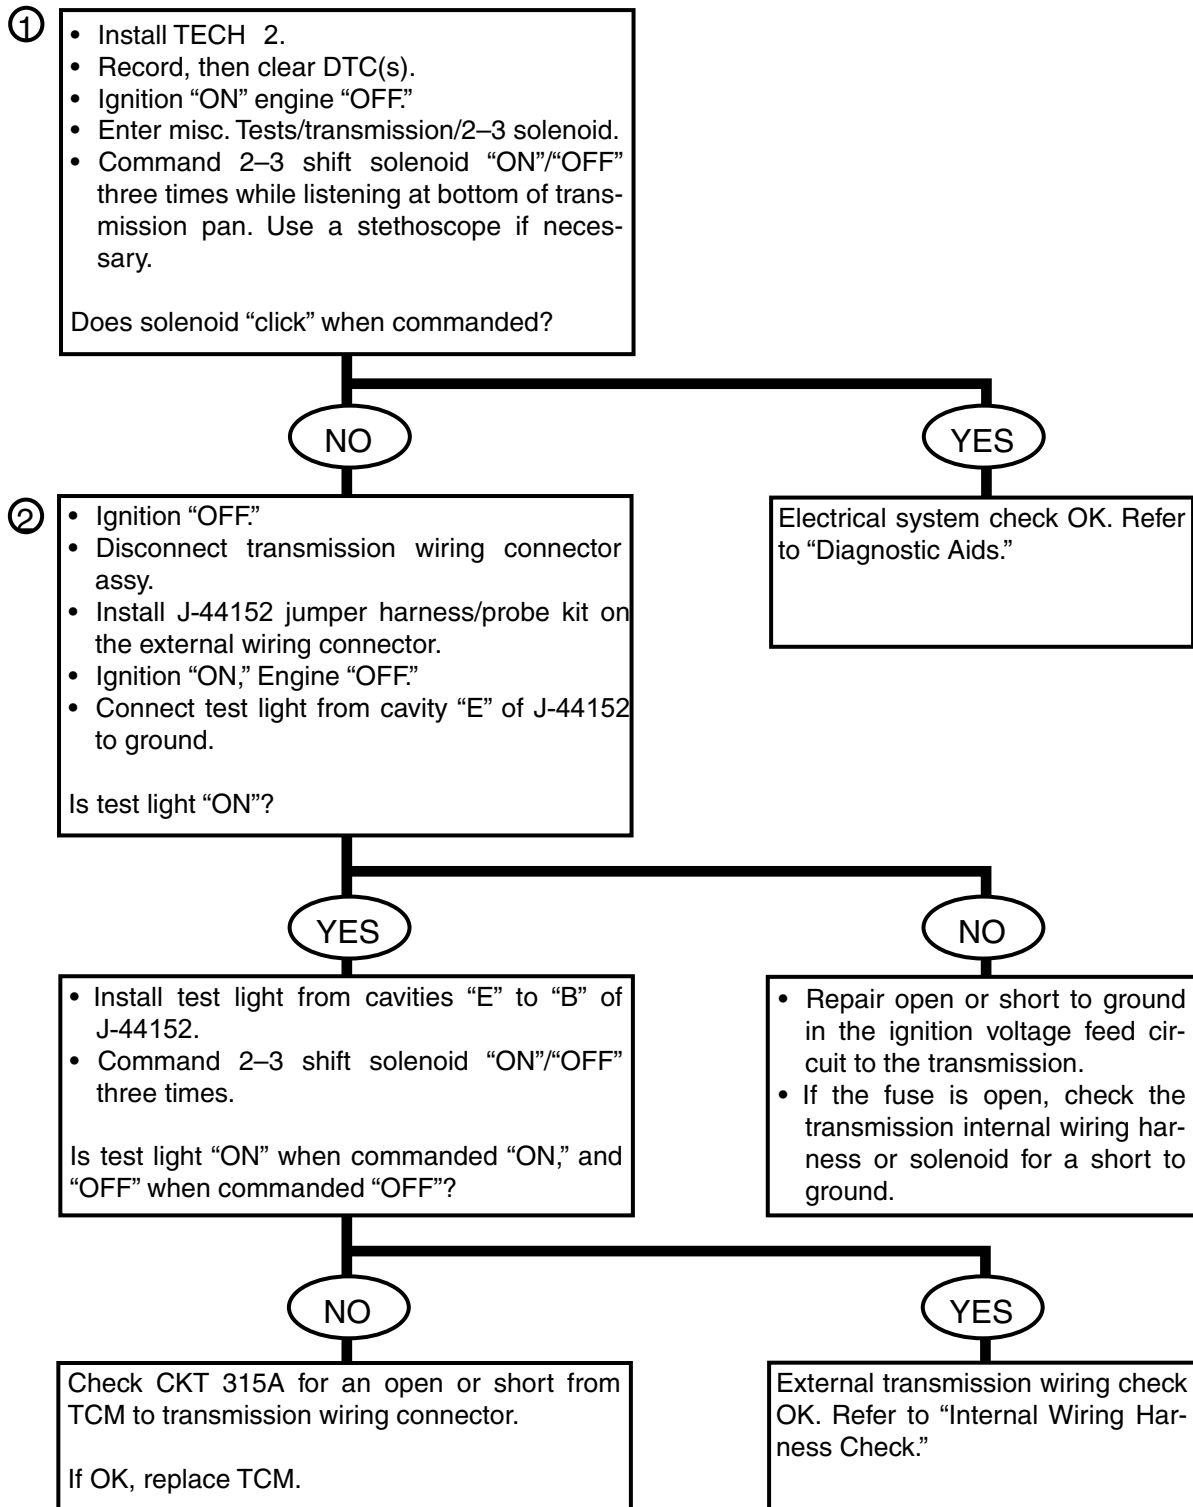 1
• Install TECH 2.
• Record, then clear DTC(s).
• Ignition “ON” engine “OFF.”
• Enter misc. Tests/transmission/2–3 solenoid.
• Command 2–3 shift solenoid “ON”/“OFF”
three times while listening at bottom of trans-
mission pan. Use a stethoscope if neces-
sary.
Does solenoid “click” when commanded?
NO
YES
2
• Ignition “OFF.”
• Disconnect transmission wiring connector
assy.
• Install J-44152 jumper harness/probe kit on
the external wiring connector.
• Ignition “ON,” Engine “OFF.”
• Connect test light from cavity “E” of J-44152
to ground.
Is test light “ON”?
Electrical system check OK. Refer
to “Diagnostic Aids.”
YES
NO
• Install test light from cavities “E” to “B” of
J-44152.
• Command 2–3 shift solenoid “ON”/“OFF”
three times.
Is test light “ON” when commanded “ON,” and
“OFF” when commanded “OFF”?
• Repair open or short to ground
in the ignition voltage feed cir-
cuit to the transmission.
• If the fuse is open, check the
transmission internal wiring har-
ness or solenoid for a short to
ground.
NO
YES
Check CKT 315A for an open or short from
TCM to transmission wiring connector.
If OK, replace TCM.
External transmission wiring check
OK. Refer to “Internal Wiring Har-
ness Check.”